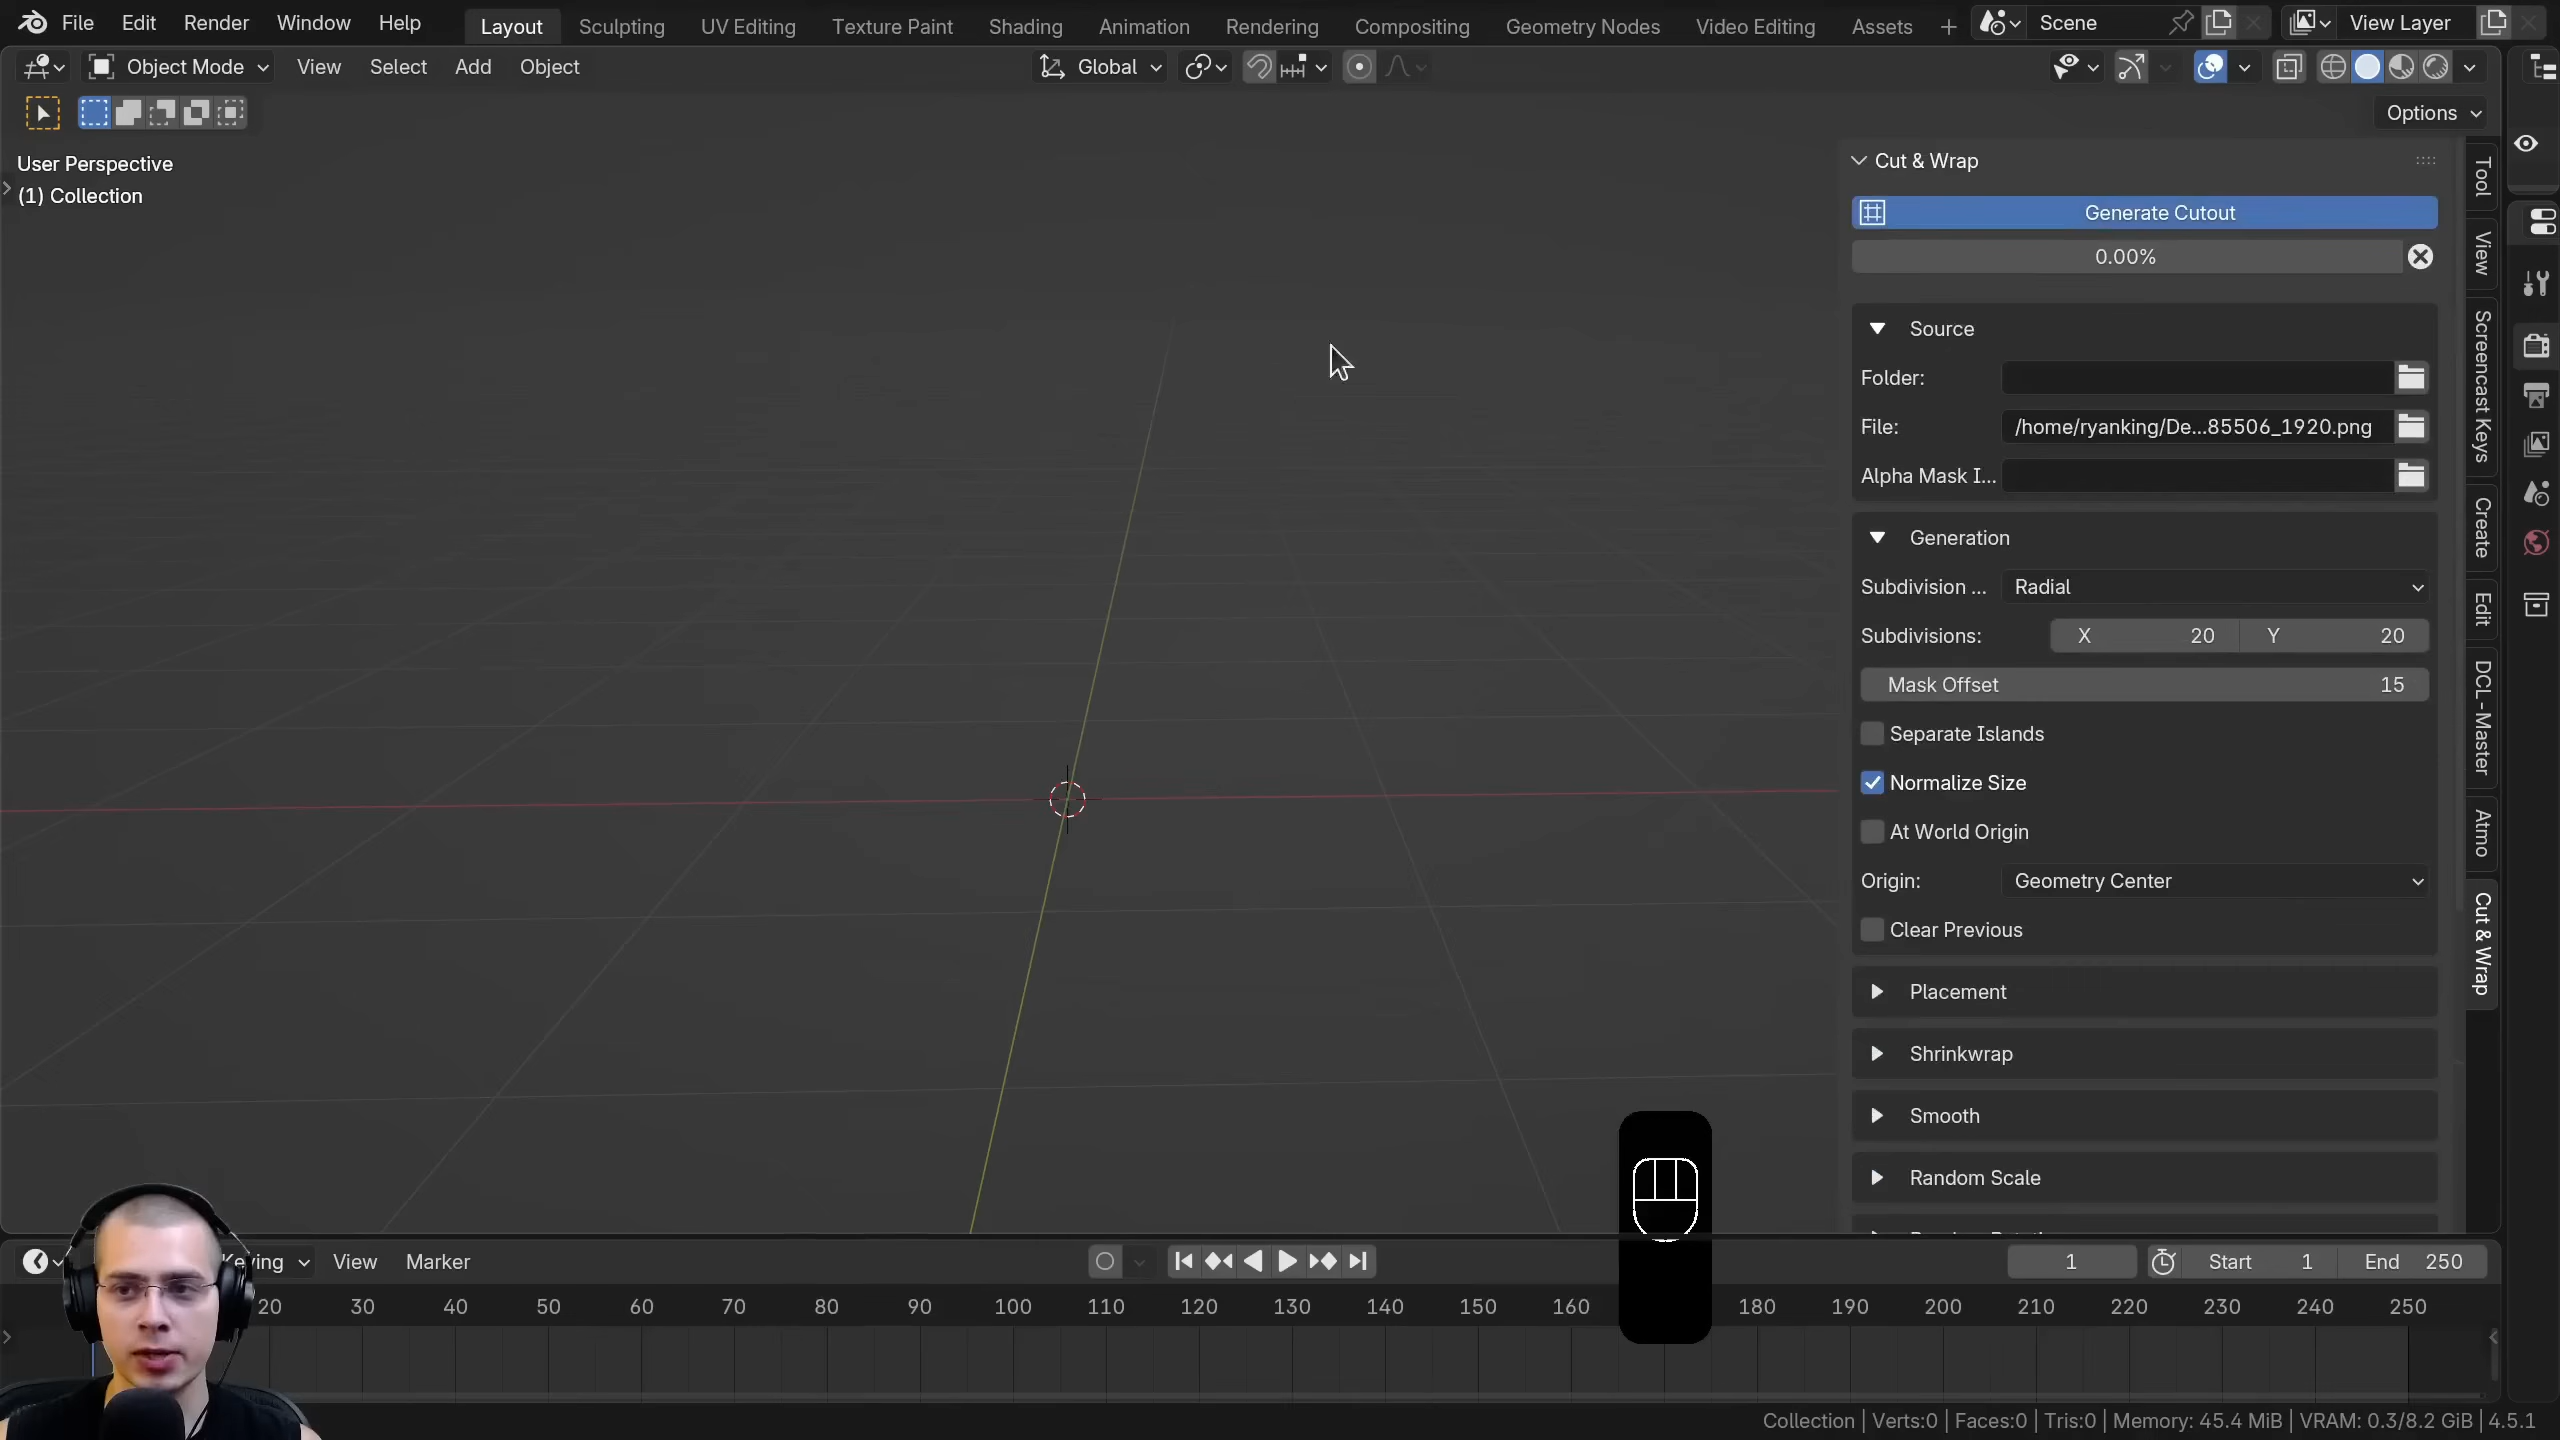 File Edit Render Window Help Layout Sculpting UV Editing Texture Paint Shading Animation Rendering Compositing Geometry Nodes Video Editing Assets + Scene View Layer
Object Mode View Select Add Object Global
Options
User Perspective
(1) Collection
Cut & Wrap
Generate Cutout
0.00%
Source
Folder:
File: /home/ryanking/De...85506_1920.png
Alpha Mask I...
Generation
Subdivision ... Radial
Subdivisions: X 20 Y 20
Mask Offset 15
Separate Islands
Normalize Size
At World Origin
Origin: Geometry Center
Clear Previous
Placement
Shrinkwrap
Smooth
Random Scale
Tool
View
Screencast Keys
Create
Edit
DCL - Master
Atmo
Cut & Wrap
Keying View Marker 1 Start 1 End 250
20 30 40 50 60 70 80 90 100 110 120 130 140 150 160 180 190 200 210 220 230 240 250
Collection | Verts:0 | Faces:0 | Tris:0 | Memory: 45.4 MiB | VRAM: 0.3/8.2 GiB | 4.5.1